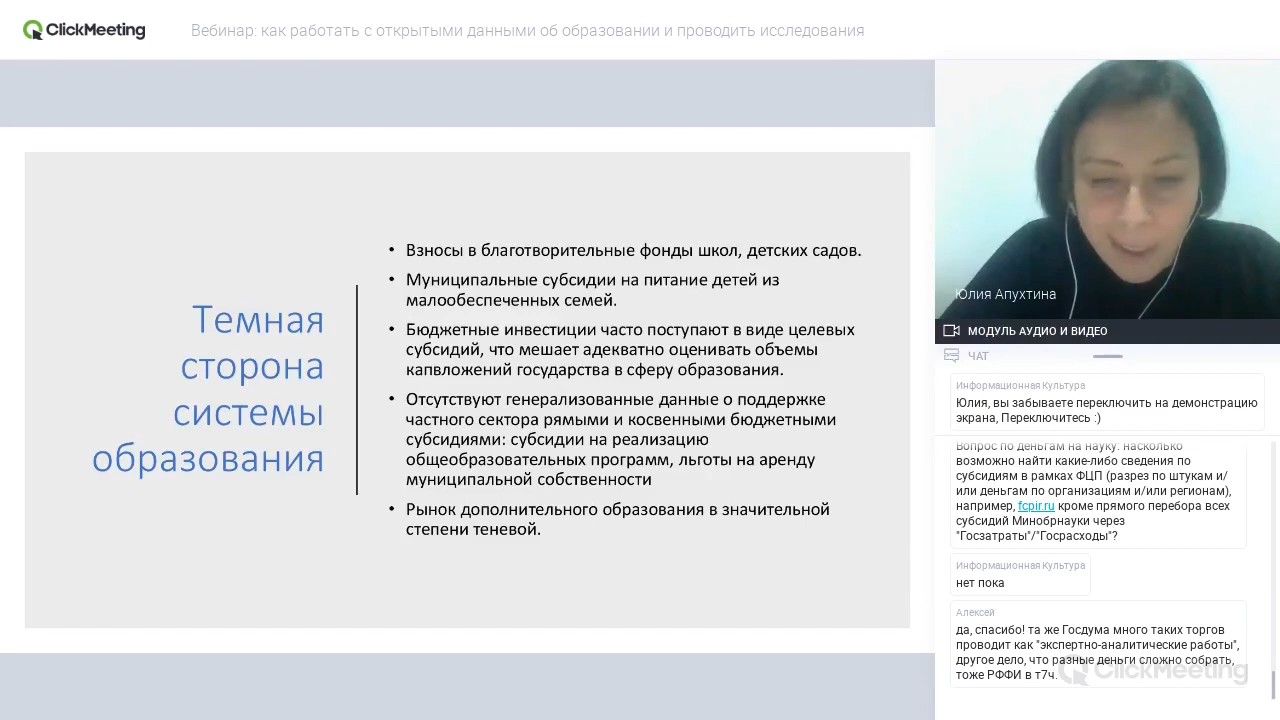 ClickMeeting
Вебинар: как работать с открытыми данными об образовании и проводить исследования
Темная
сторона
системы
образования
• Взносы в благотворительные фонды школ, детских садов.
• Муниципальные субсидии на питание детей из
малообеспеченных семей.
• Бюджетные инвестиции часто поступают в виде целевых
субсидий, что мешает адекватно оценивать объемы
капвложений государства в сферу образования.
• Отсутствуют генерализованные данные о поддержке
частного сектора рямыми и косвенными бюджетными
субсидиями: субсидии на реализацию
общеобразовательных программ, льготы на аренду
муниципальной собственности
• Рынок дополнительного образования в значительной
степени теневой.
Юлия Апухтина
МОДУЛЬ АУДИО И ВИДЕО
ЧАТ
Информационная Культура
Юлия, вы забываете переключить на демонстрацию
экрана, Переключитесь :)
Вопрос по деньгам на науку: насколько
возможно найти какие-либо сведения по
субсидиям в рамках ФЦП (разрез по штукам и/
или деньгам по организациям и/или регионам),
например, fcpir.ru кроме прямого перебора всех
субсидий Минобрнауки через
"Госзатраты"/"Госрасходы"?
Информационная Культура
нет пока
Алексей
да, спасибо! та же Госдума много таких торгов
проводит как "экспертно-аналитические работы",
другое дело, что разные деньги сложно собрать,
тоже РФФИ в т7ч.
ClickMeeting